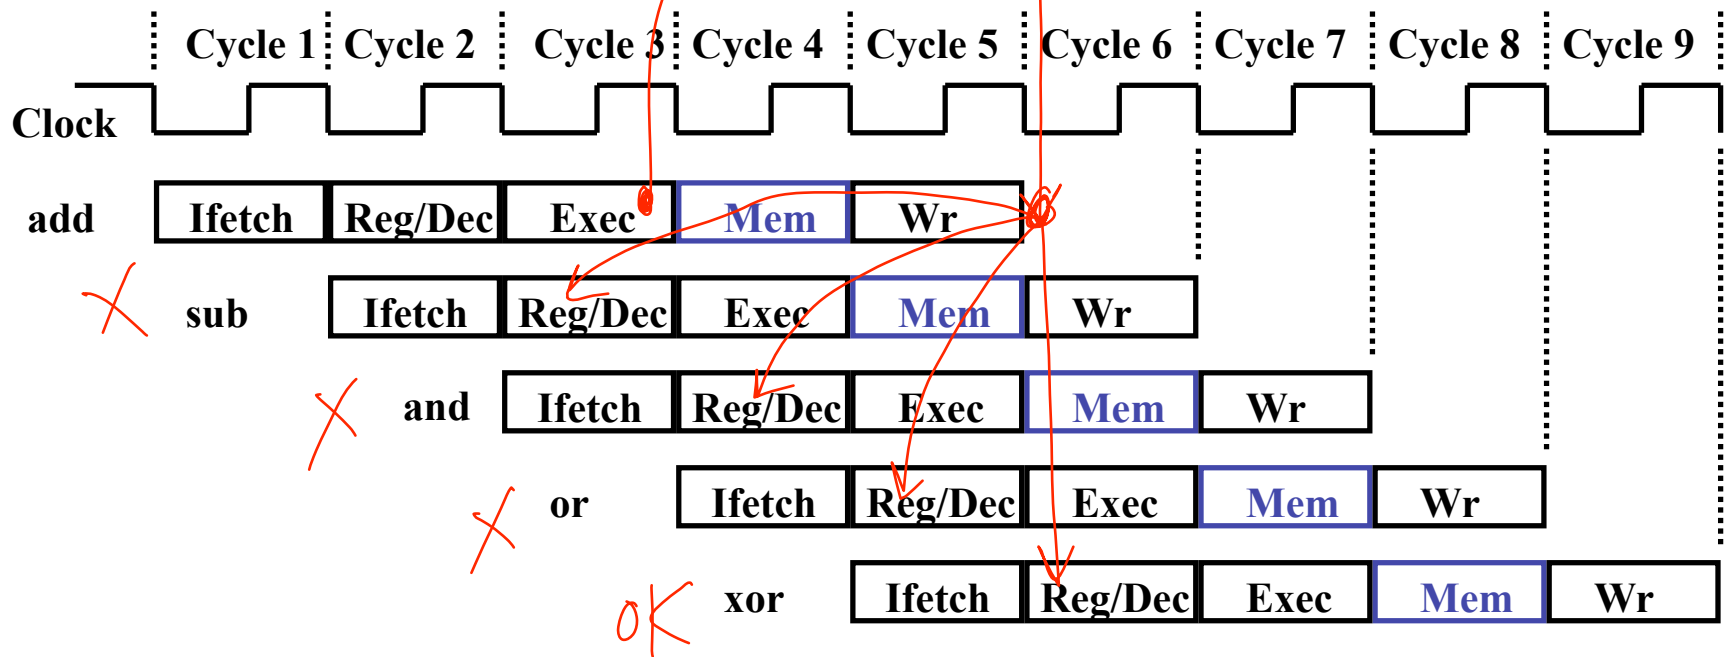 Cycle 1 Cycle 2 Cycle 3 Cycle 4 Cycle 5 Cycle 6 Cycle 7 Cycle 8 Cycle 9
Clock
add Ifetch Reg/Dec Exec Mem Wr
X sub Ifetch Reg/Dec Exec Mem Wr
X and Ifetch Reg/Dec Exec Mem Wr
X or Ifetch Reg/Dec Exec Mem Wr
OK xor Ifetch Reg/Dec Exec Mem Wr